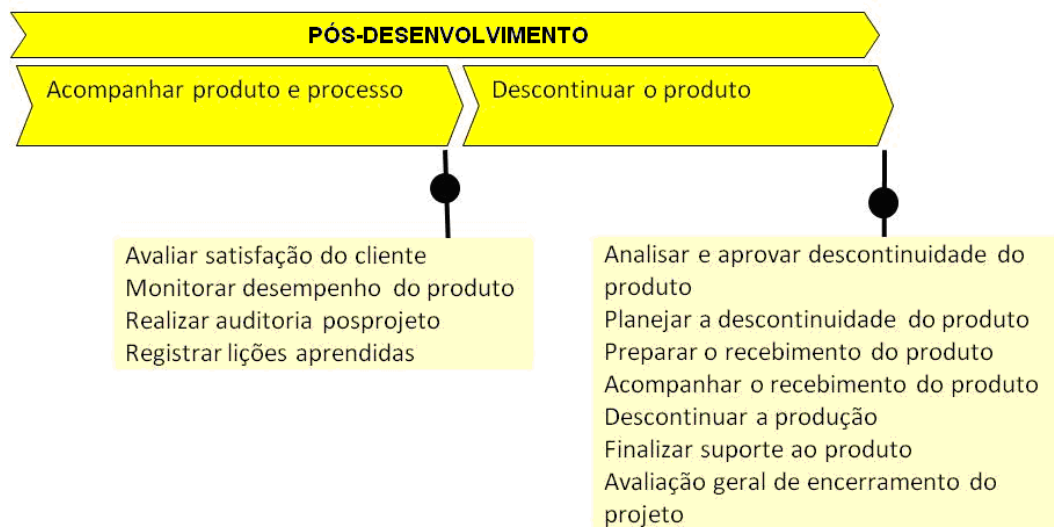 PÓS-DESENVOLVIMENTO
Acompanhar produto e processo
Descontinuar o produto
Avaliar satisfação do cliente
Monitorar desempenho do produto
Realizar auditoria posprojeto
Registrar lições aprendidas
Analisar e aprovar descontinuidade do
produto
Planejar a descontinuidade do produto
Preparar o recebimento do produto
Acompanhar o recebimento do produto
Descontinuar a produção
Finalizar suporte ao produto
Avaliação geral de encerramento do
projeto